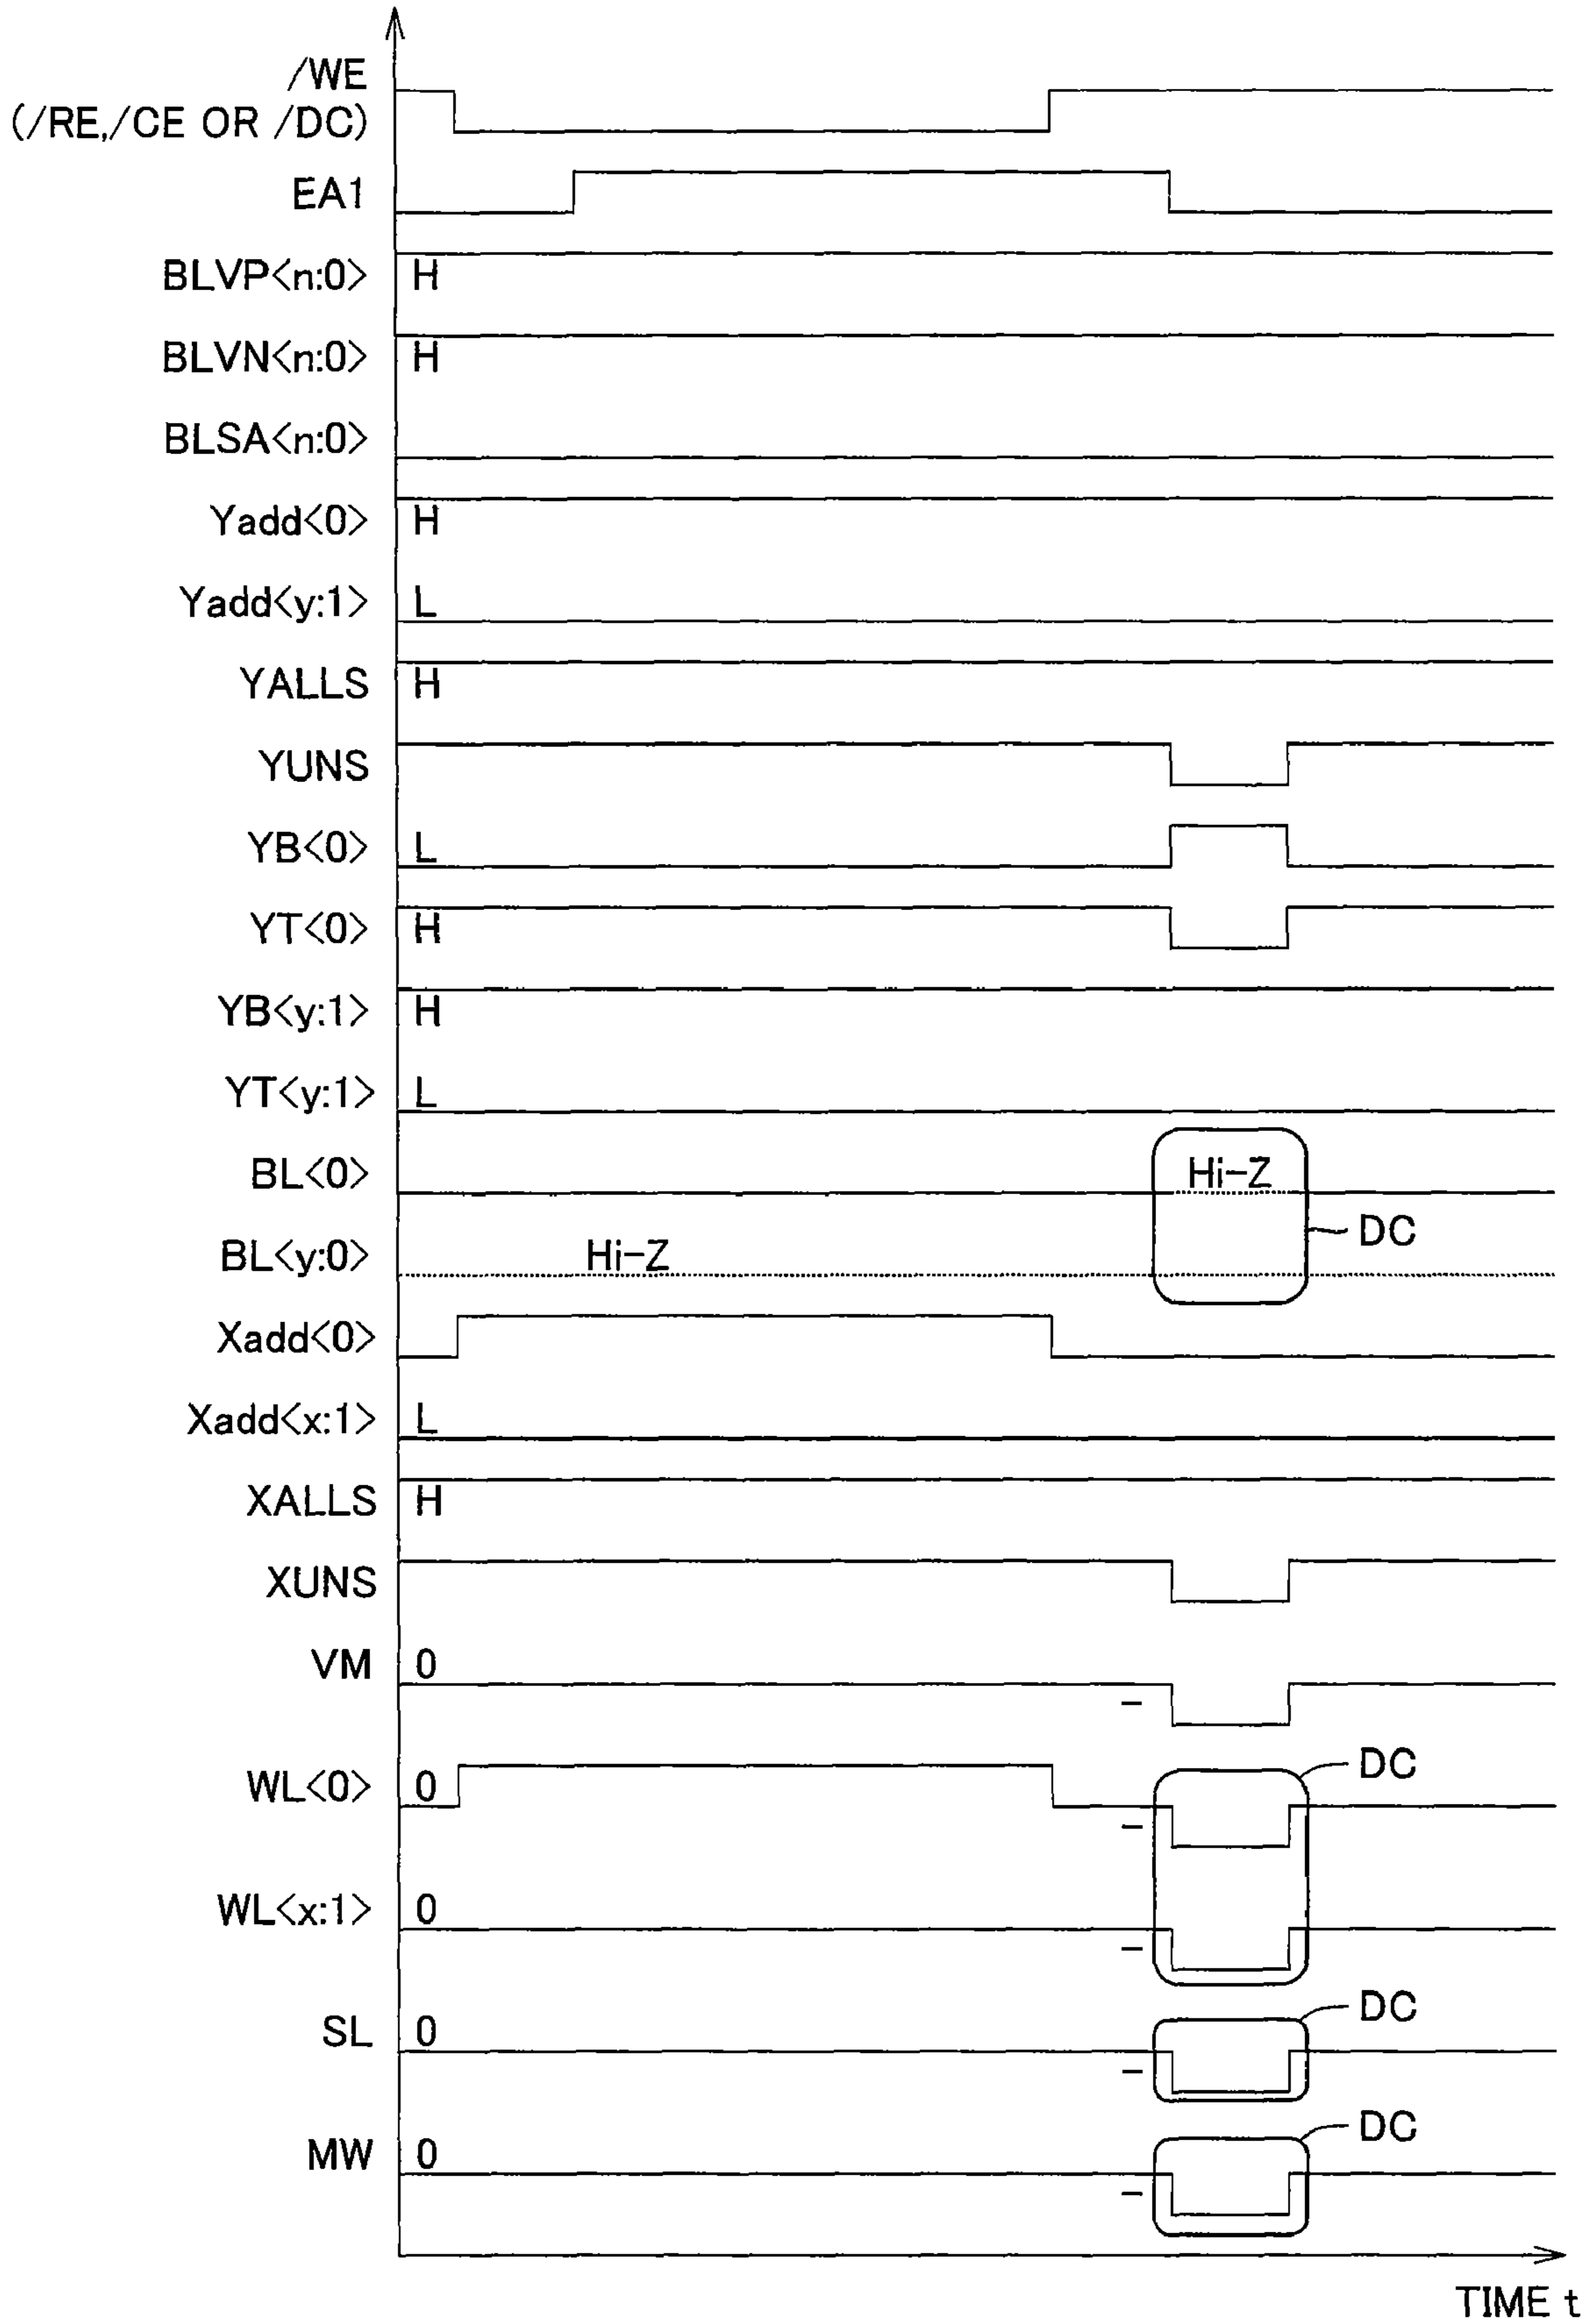 /WE
(/RE,/CE OR /DC)
EA1
BLVP<n:0> H
BLVN<n:0> H
BLSA<n:0>
Yadd<0> H
Yadd<y:1> L
YALLS H
YUNS
YB<0> L
YT<0> H
YB<y:1> H
YT<y:1> L
BL<0> Hi-Z
DC
BL<y:0> Hi-Z
Xadd<0>
Xadd<x:1> L
XALLS H
XUNS
VM 0 –
DC
WL<0> 0 –
WL<x:1> 0 –
DC
SL 0 –
DC
MW 0 –
TIME t